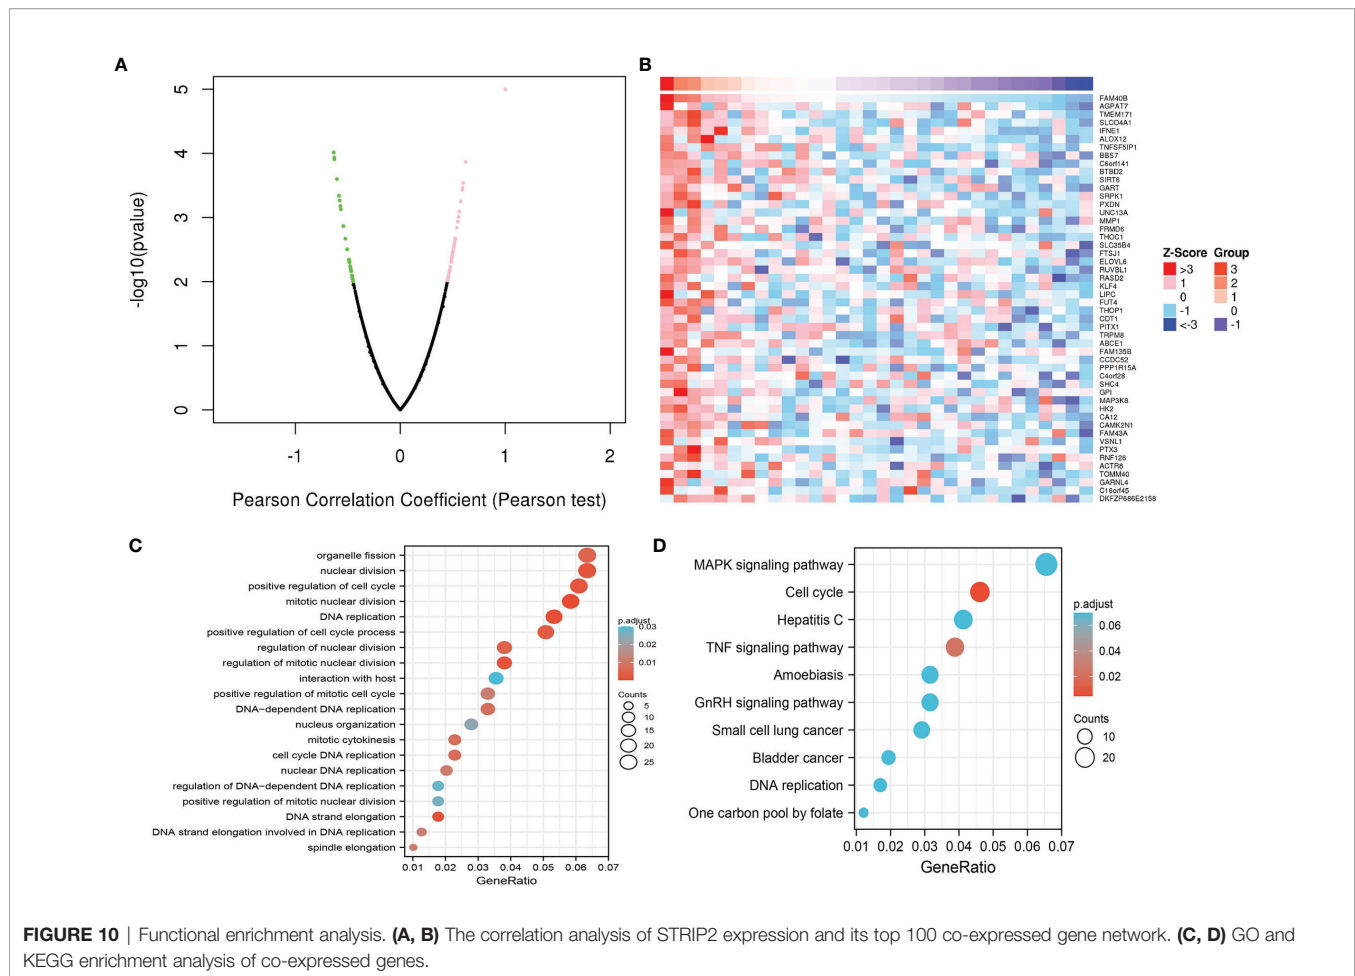 A
5
4
3
2
1
0
-log10(pvalue)
-1
0
1
2
Pearson Correlation Coefficient (Pearson test)
B
FAM40B
AGPAT7
TMEM171
SLCO4A1
IFNE1
ALOX12
TNFSF5IP1
BBS7
C6orf141
BTBD2
SIRT6
GART
SRPK1
PXDN
UNC13A
MMP1
FRMD6
THOC1
SLC35B4
FTSJ1
ELOVL6
RUVBL1
RASD2
KLF4
LIPC
FUT4
THOP1
CDT1
PITX1
TRPM8
ABCE1
FAM135B
CCDC52
PPP1R15A
C4orf28
SHC4
GPI
MAP3K8
HK2
CA12
CAMK2N1
FAM43A
VSNL1
PTX3
RNF126
ACTR8
TOMM40
GARNL4
C16orf45
DKFZP686E2158
Z-Score Group
>3 3
1 2
0 1
-1 0
<-3 -1
C
organelle fission
nuclear division
positive regulation of cell cycle
mitotic nuclear division
DNA replication
positive regulation of cell cycle process
regulation of nuclear division
regulation of mitotic nuclear division
interaction with host
positive regulation of mitotic cell cycle
DNA−dependent DNA replication
nucleus organization
mitotic cytokinesis
cell cycle DNA replication
nuclear DNA replication
regulation of DNA−dependent DNA replication
positive regulation of mitotic nuclear division
DNA strand elongation
DNA strand elongation involved in DNA replication
spindle elongation
0.01 0.02 0.03 0.04 0.05 0.06 0.07
GeneRatio
p.adjust
0.03
0.02
0.01
Counts
5
10
15
20
25
D
MAPK signaling pathway
Cell cycle
Hepatitis C
TNF signaling pathway
Amoebiasis
GnRH signaling pathway
Small cell lung cancer
Bladder cancer
DNA replication
One carbon pool by folate
0.01 0.02 0.03 0.04 0.05 0.06 0.07
GeneRatio
p.adjust
0.06
0.04
0.02
Counts
10
20
FIGURE 10 | Functional enrichment analysis. (A, B) The correlation analysis of STRIP2 expression and its top 100 co-expressed gene network. (C, D) GO and
KEGG enrichment analysis of co-expressed genes.